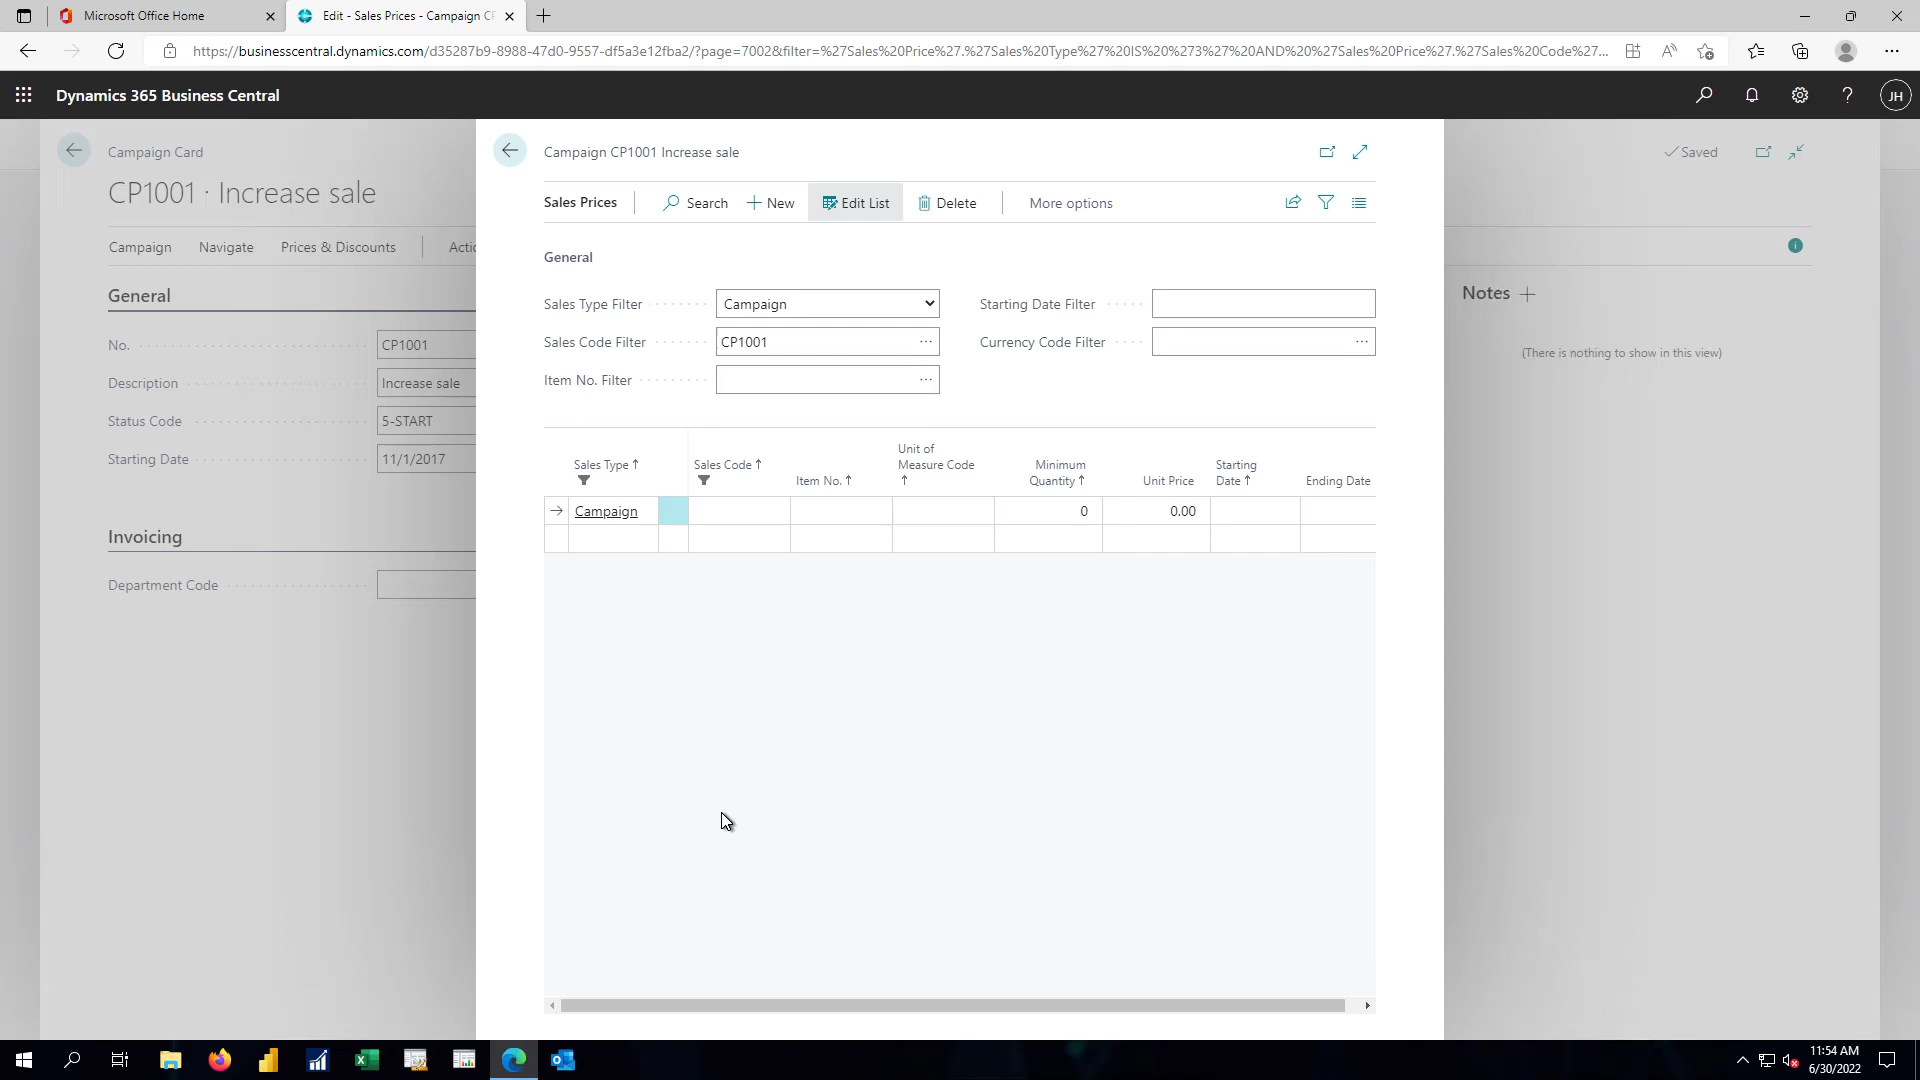 Microsoft Office Home
Edit - Sales Prices - Campaign CP
https://businesscentral.dynamics.com/d35287b9-8988-47d0-9557-df5a3e12fba2/?page=7002&filter=%27Sales%20Price%27.%27Sales%20Type%27%20IS%20%273%27%20AND%20%27Sales%20Price%27.%27Sales%20Code%27...
Dynamics 365 Business Central
JH
Campaign Card
Campaign CP1001 Increase sale
Saved
CP1001 · Increase sale
Sales Prices
Search
New
Edit List
Delete
More options
Campaign
Navigate
Prices & Discounts
Actio
General
General
Notes
No.
CP1001
Description
Increase sale
Status Code
5-START
Starting Date
11/1/2017
Sales Type Filter
Campaign
Starting Date Filter
Sales Code Filter
CP1001
Currency Code Filter
Item No. Filter
(There is nothing to show in this view)
Sales Type
Sales Code
Item No.
Unit of
Measure Code
Minimum
Quantity
Unit Price
Starting
Date
Ending Date
Campaign
0
0.00
Invoicing
Department Code
11:54 AM
6/30/2022